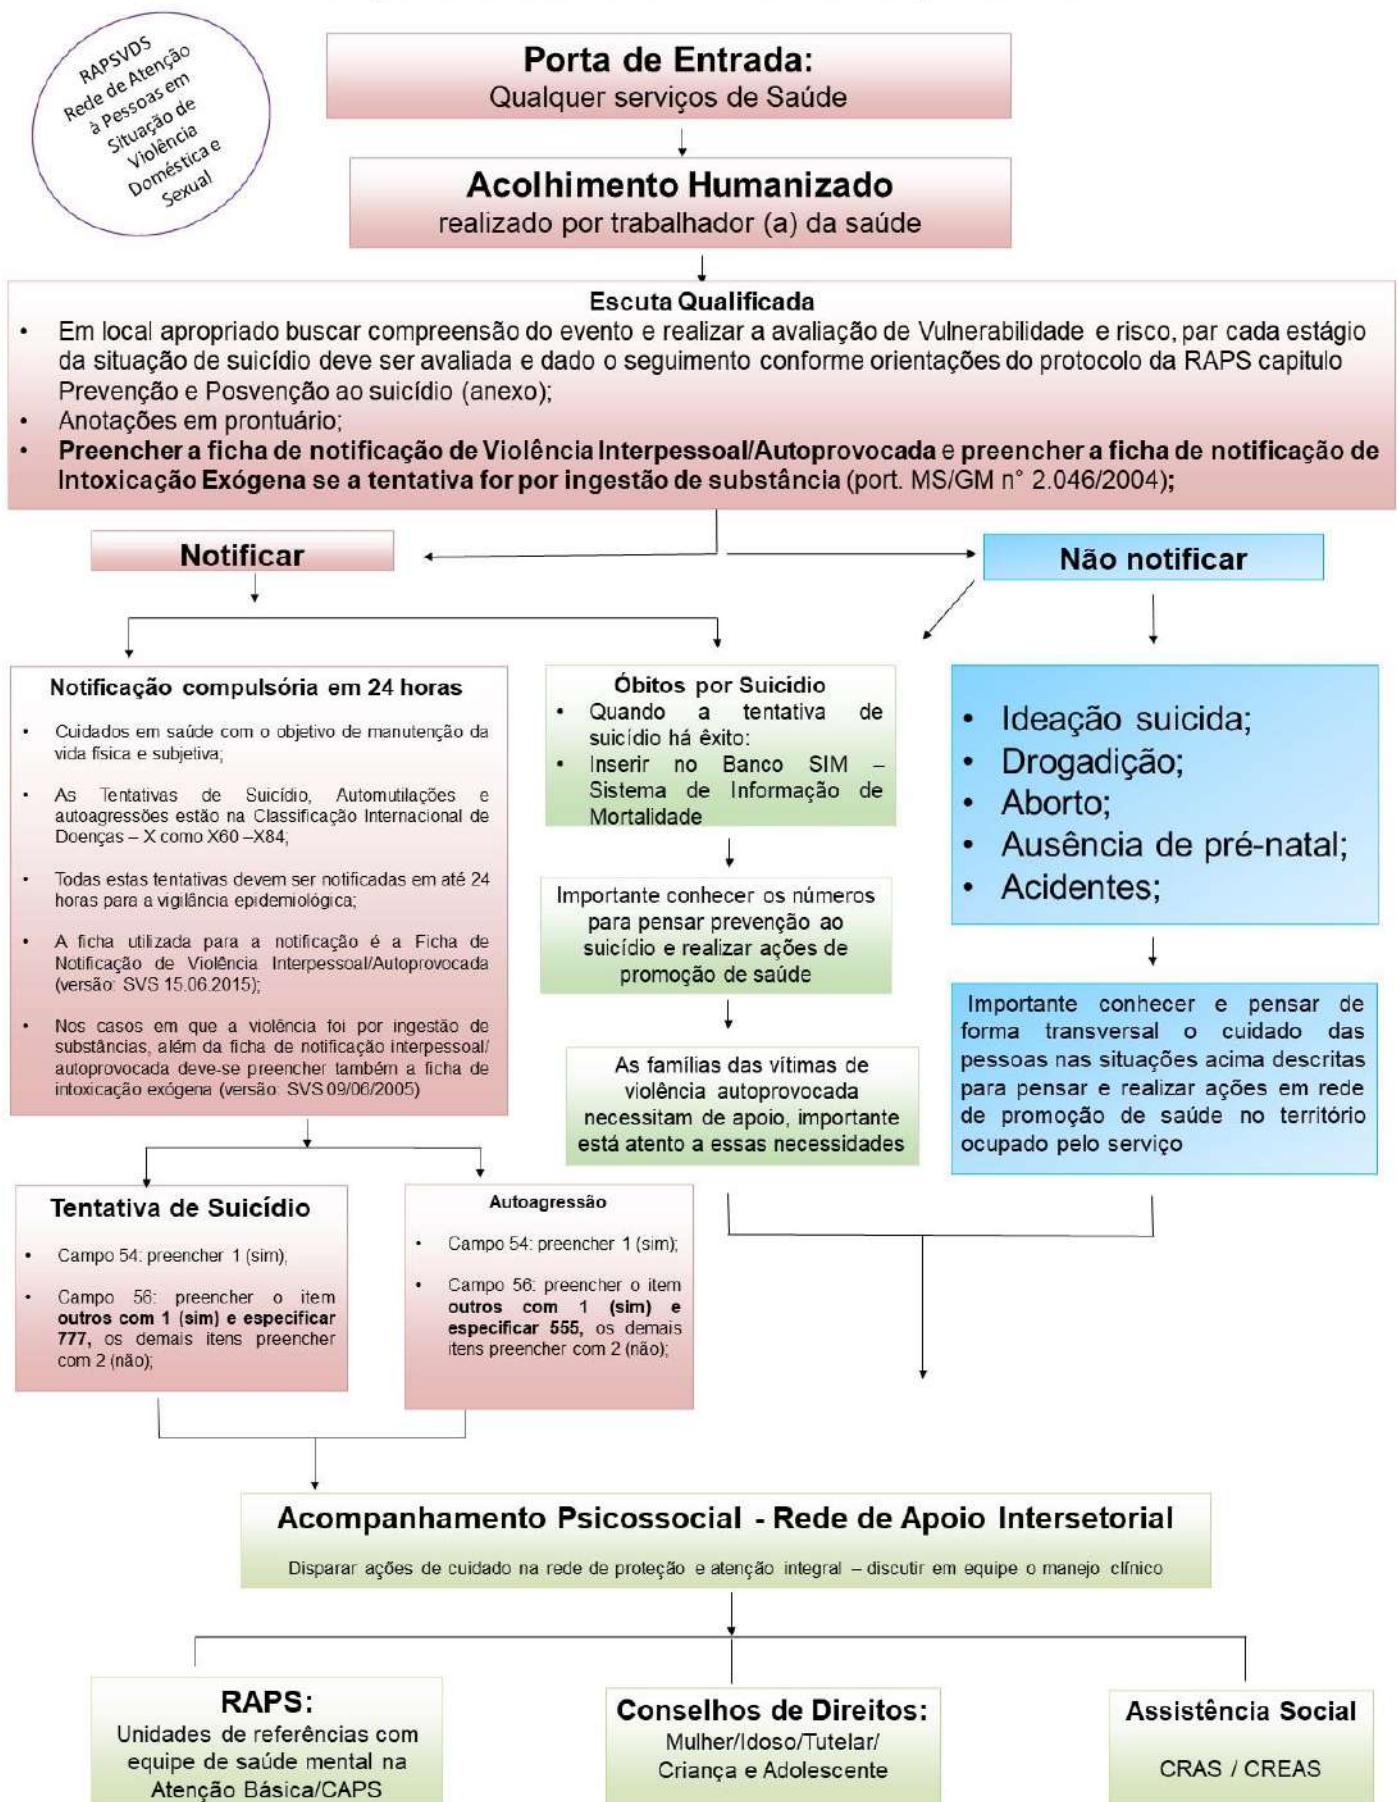 RAPSVDS
Rede de Atenção
à Pessoas em
Situação de
Violência
Doméstica e
Sexual
Porta de Entrada:
Qualquer serviços de Saúde
Acolhimento Humanizado
realizado por trabalhador (a) da saúde
Escuta Qualificada
• Em local apropriado buscar compreensão do evento e realizar a avaliação de Vulnerabilidade e risco, par cada estágio
da situação de suicídio deve ser avaliada e dado o seguimento conforme orientações do protocolo da RAPS capitulo
Prevenção e Posvenção ao suicídio (anexo);
• Anotações em prontuário;
• Preencher a ficha de notificação de Violência Interpessoal/Autoprovocada e preencher a ficha de notificação de
Intoxicação Exógena se a tentativa for por ingestão de substância (port. MS/GM n° 2.046/2004);
Notificar
Não notificar
Notificação compulsória em 24 horas
• Cuidados em saúde com o objetivo de manutenção da
vida física e subjetiva;
• As Tentativas de Suicídio, Automutilações e
autoagressões estão na Classificação Internacional de
Doenças – X como X60 –X84;
• Todas estas tentativas devem ser notificadas em até 24
horas para a vigilância epidemiológica;
• A ficha utilizada para a notificação é a Ficha de
Notificação de Violência Interpessoal/Autoprovocada
(versão: SVS 15.06.2015);
• Nos casos em que a violência foi por ingestão de
substâncias, além da ficha de notificação interpessoal/
autoprovocada deve-se preencher também a ficha de
intoxicação exógena (versão: SVS 09/06/2005)
Óbitos por Suicídio
• Quando a tentativa de
suicídio há êxito:
• Inserir no Banco SIM –
Sistema de Informação de
Mortalidade
Importante conhecer os números
para pensar prevenção ao
suicídio e realizar ações de
promoção de saúde
As famílias das vítimas de
violência autoprovocada
necessitam de apoio, importante
está atento a essas necessidades
• Ideação suicida;
• Drogadição;
• Aborto;
• Ausência de pré-natal;
• Acidentes;
Importante conhecer e pensar de
forma transversal o cuidado das
pessoas nas situações acima descritas
para pensar e realizar ações em rede
de promoção de saúde no território
ocupado pelo serviço
Tentativa de Suicídio
• Campo 54: preencher 1 (sim),
• Campo 56: preencher o item
outros com 1 (sim) e especificar
777, os demais itens preencher
com 2 (não);
Autoagressão
• Campo 54: preencher 1 (sim);
• Campo 56: preencher o item
outros com 1 (sim) e
especificar 555, os demais
itens preencher com 2 (não);
Acompanhamento Psicossocial - Rede de Apoio Intersetorial
Disparar ações de cuidado na rede de proteção e atenção integral – discutir em equipe o manejo clínico
RAPS:
Unidades de referências com
equipe de saúde mental na
Atenção Básica/CAPS
Conselhos de Direitos:
Mulher/Idoso/Tutelar/
Criança e Adolescente
Assistência Social
CRAS / CREAS